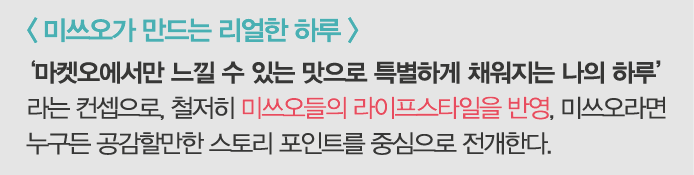 < 미쓰오가 만드는 리얼한 하루 >
‘마켓오에서만 느낄 수 있는 맛으로 특별하게 채워지는 나의 하루’
라는 컨셉으로, 철저히 미쓰오들의 라이프스타일을 반영, 미쓰오라면
누구든 공감할만한 스토리 포인트를 중심으로 전개한다.